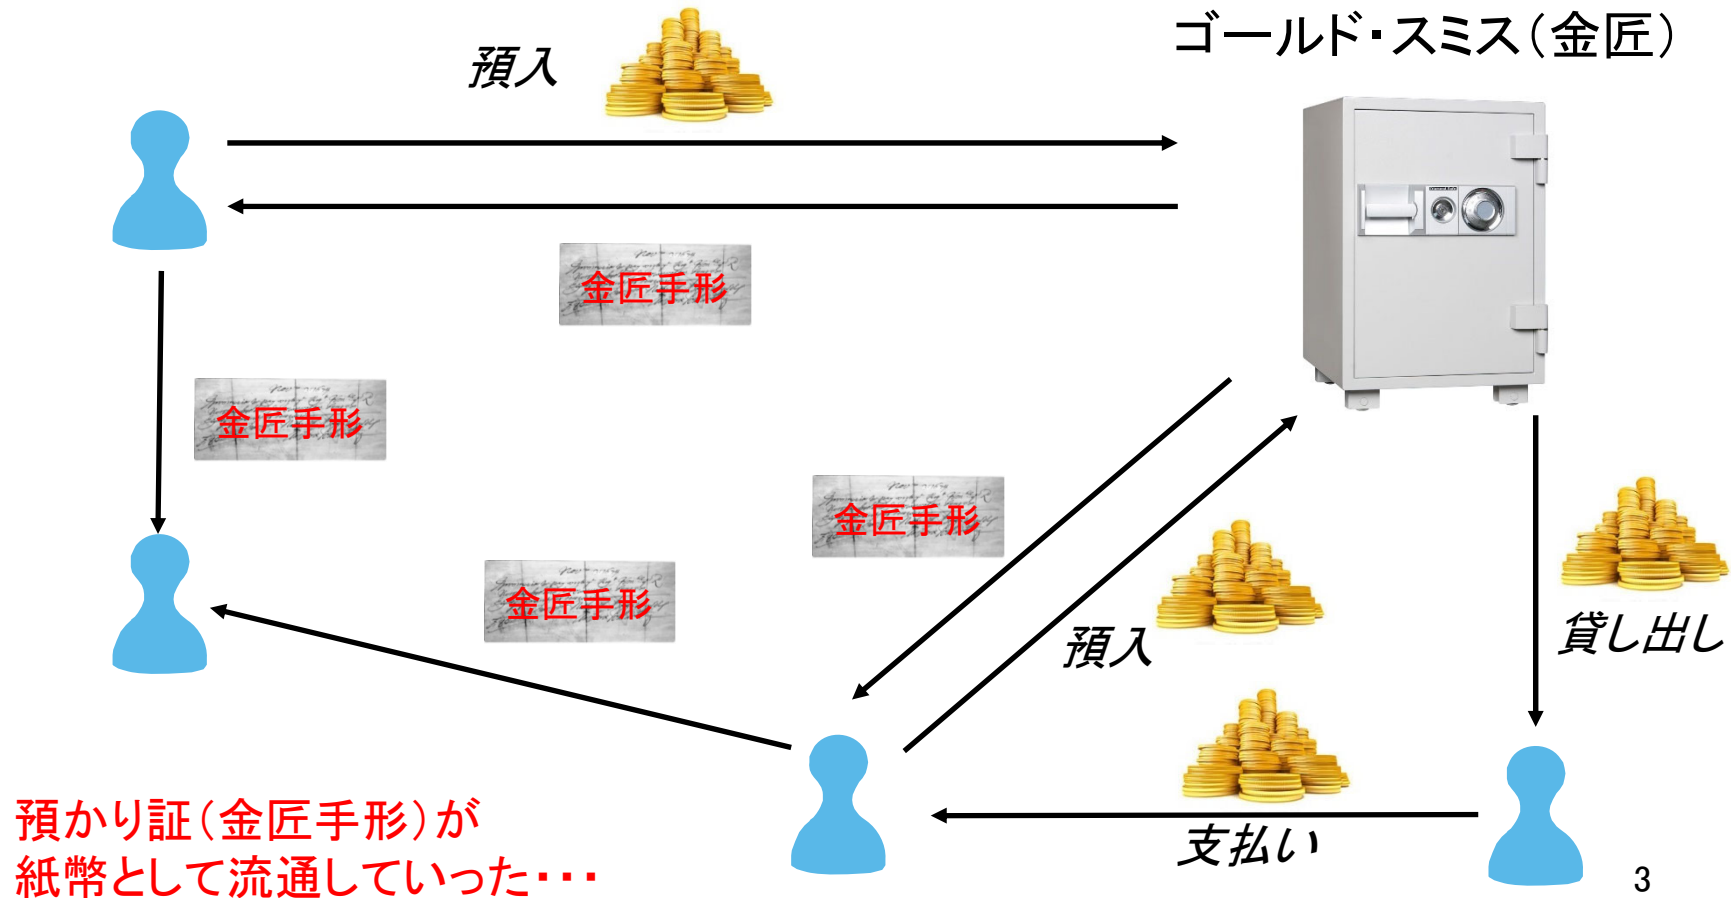 ゴールド・スミス（金匠）
預入
金匠手形
金匠手形
金匠手形
金匠手形
預入
貸し出し
支払い
預かり証（金匠手形）が
紙幣として流通していった・・・
3